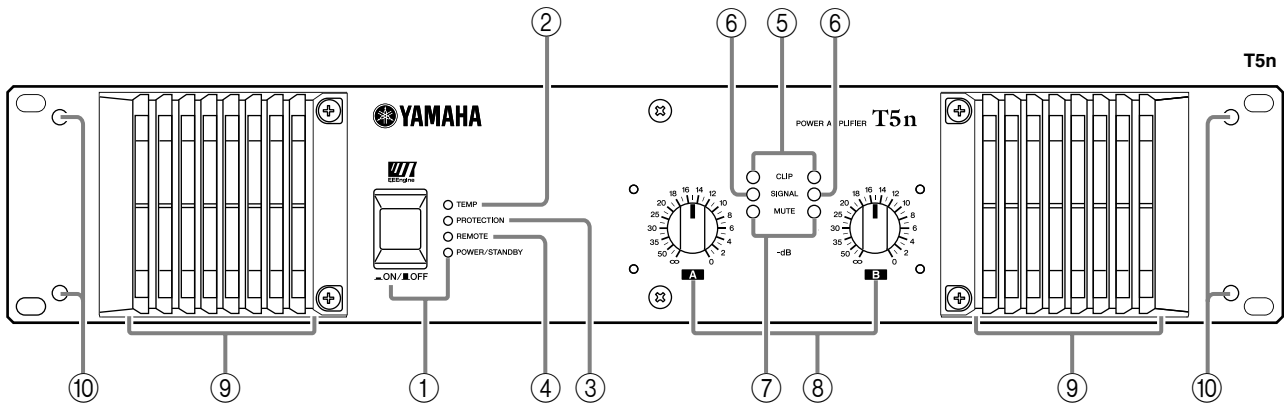 ② ⑥ ⑤ ⑥
T5n
YAMAHA
POWER AMPLIFIER T5n
EEEngine
CLIP
SIGNAL
MUTE
TEMP
PROTECTION
REMOTE
POWER/STANDBY
ON/ OFF
16 14
18 12
20 10
25 8
30 6
35 4
50 2
∞ 0
-dB
16 14
18 12
20 10
25 8
30 6
35 4
50 2
∞ 0
A B
⑩ ⑨ ① ④ ③ ⑦ ⑧ ⑨ ⑩